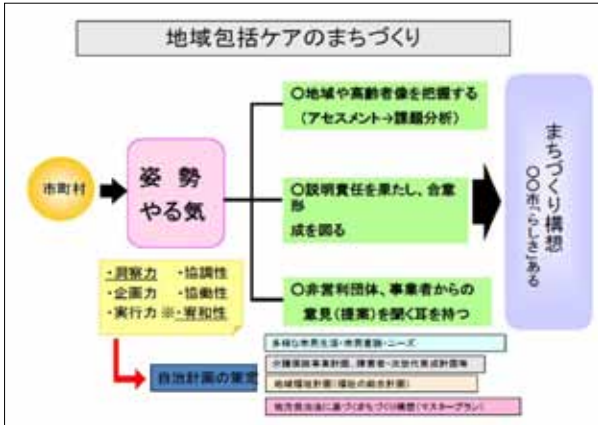 地域包括ケアのまちづくり
市町村
姿 勢
やる気
〇地域や高齢者像を把握する
(アセスメント→課題分析)
〇説明責任を果たし、合意
形
成を図る
〇非営利団体、事業者からの
意見(提案)を聞く耳を持つ
まちづくり構想
〇〇市「らしさ」ある
・洞察力 ・協調性
・企画力 ・協働性
・実行力 ※・宥和性
自治計画の策定
多様な市民生活・市民意識・ニーズ
介護保険事業計画、障害者・次世代育成計画等
地域福祉計画(福祉の総合計画)
地方自治法に基づくまちづくり構想(マスタープラン)